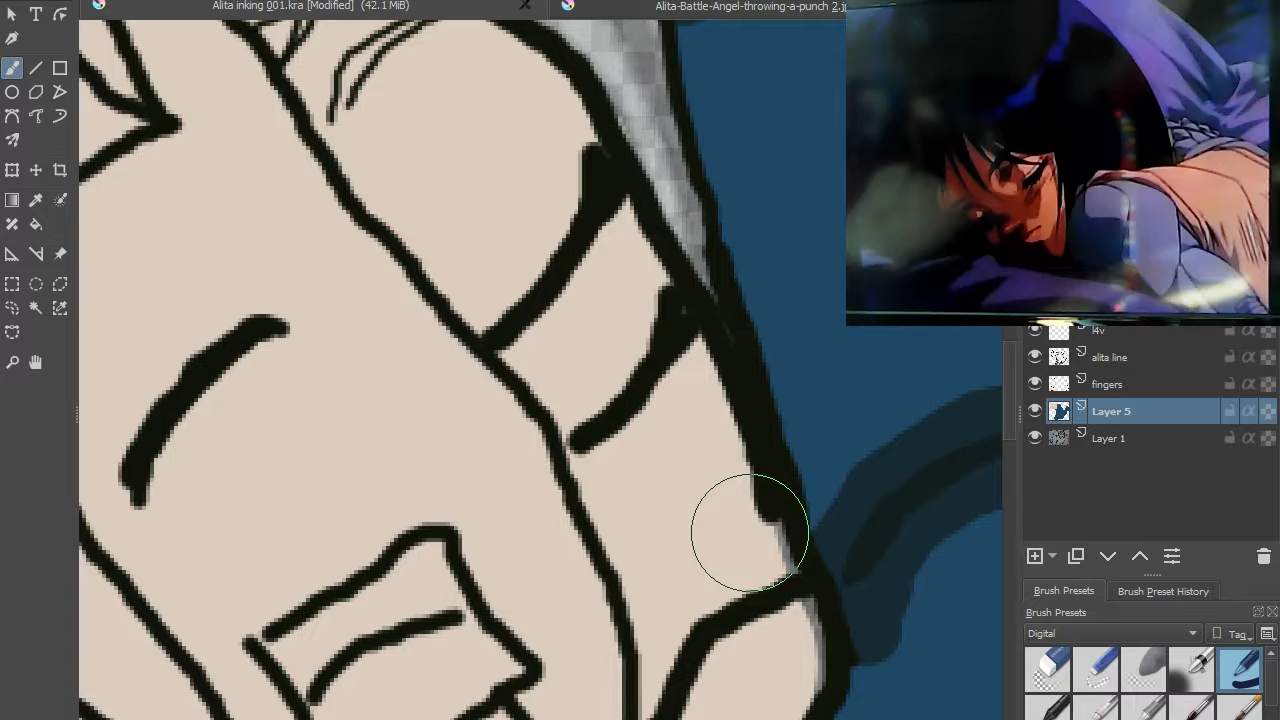 Alita inking 001.kra [Modified] (42.1 MiB)
Alita-Battle-Angel-throwing-a-punch 2.j
l4v
alita line
fingers
Layer 5
Layer 1
Brush Presets
Brush Preset History
Brush Presets
Digital
Tag